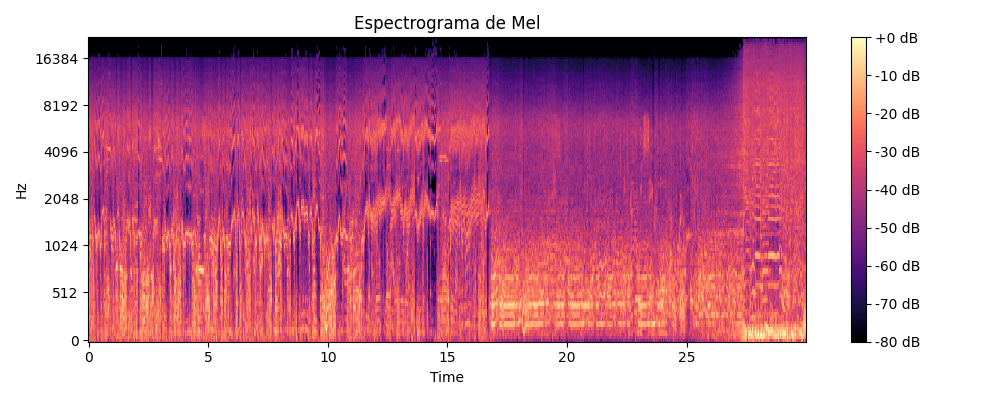 Espectrograma de Mel
Hz
16384
8192
4096
2048
1024
512
0
0 5 10 15 20 25
Time
+0 dB
-10 dB
-20 dB
-30 dB
-40 dB
-50 dB
-60 dB
-70 dB
-80 dB